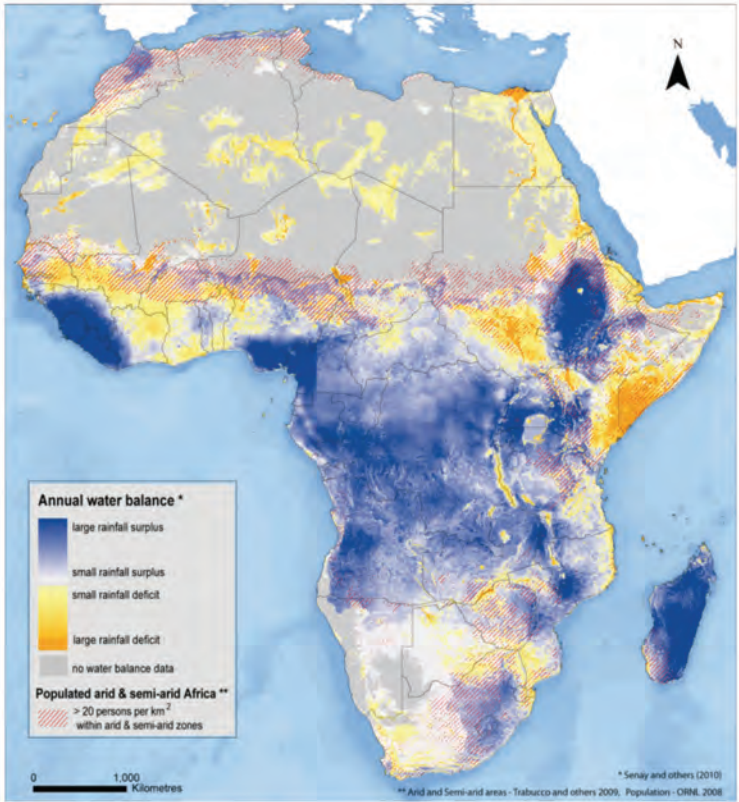 N
Annual water balance *
large rainfall surplus
small rainfall surplus
small rainfall deficit
large rainfall deficit
no water balance data
Populated arid & semi-arid Africa **
> 20 persons per km²
within arid & semi-arid zones
0 1,000
Kilometres
* Senay and others (2010)
** Arid and Semi-arid areas - Trabucco and others 2009, Population - ORNL 2008